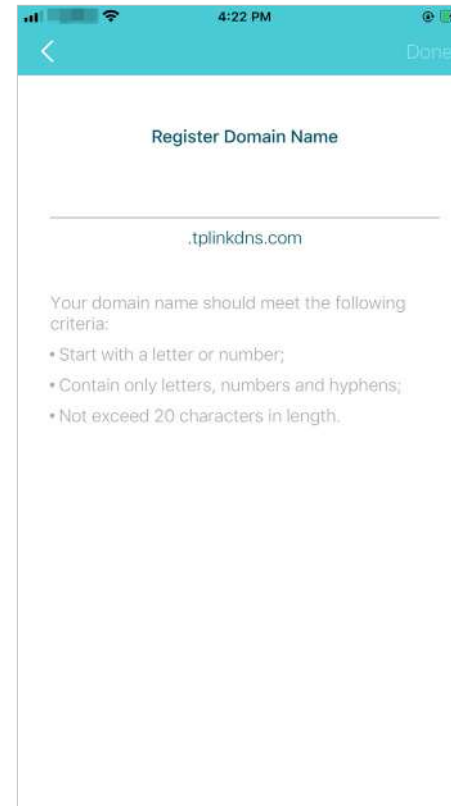 4:22 PM
Done
Register Domain Name
.tplinkdns.com
Your domain name should meet the following
criteria:
• Start with a letter or number;
• Contain only letters, numbers and hyphens;
• Not exceed 20 characters in length.